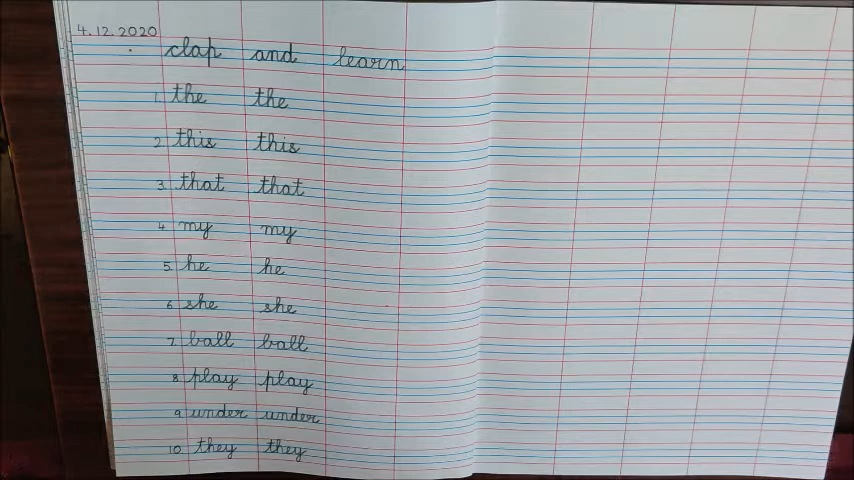 4.12.2020
clap and learn
1. the the
2. this this
3. that that
4. my my
5. he he
6. she she
7. ball ball
8. play play
9. under under
10. they they